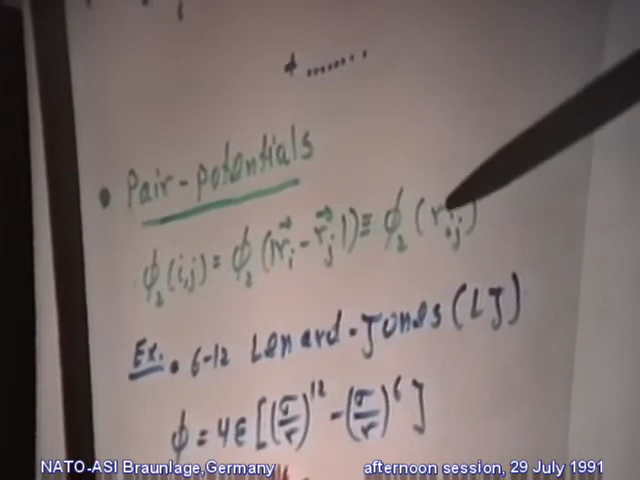 + ........
• Pair-potentials
ϕ₂(i,j) = ϕ₂(|r⃗ᵢ - r⃗ⱼ|) ≡ ϕ₂(rᵢⱼ)
Ex. • 6-12 Lenard-Jones (LJ)
ϕ = 4ϵ[(σ/r)¹² - (σ/r)⁶]
NATO-ASI Braunlage,Germany afternoon session, 29 July 1991